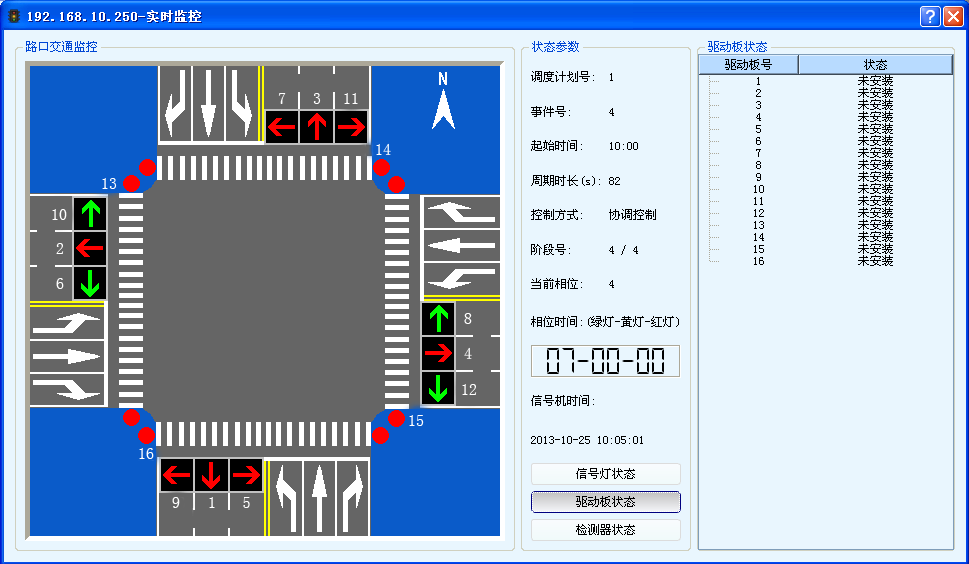 192.168.10.250-实时监控
路口交通监控
N
7 3 11
14
13
10
2
6
8
4
12
15
16
9 1 5
状态参数
调度计划号: 1
事件号: 4
起始时间: 10:00
周期时长(s): 82
控制方式: 协调控制
阶段号: 4 / 4
当前相位: 4
相位时间:(绿灯-黄灯-红灯)
07-00-00
信号机时间:
2013-10-25 10:05:01
信号灯状态
驱动板状态
检测器状态
驱动板状态
驱动板号 状态
1 未安装
2 未安装
3 未安装
4 未安装
5 未安装
6 未安装
7 未安装
8 未安装
9 未安装
10 未安装
11 未安装
12 未安装
13 未安装
14 未安装
15 未安装
16 未安装